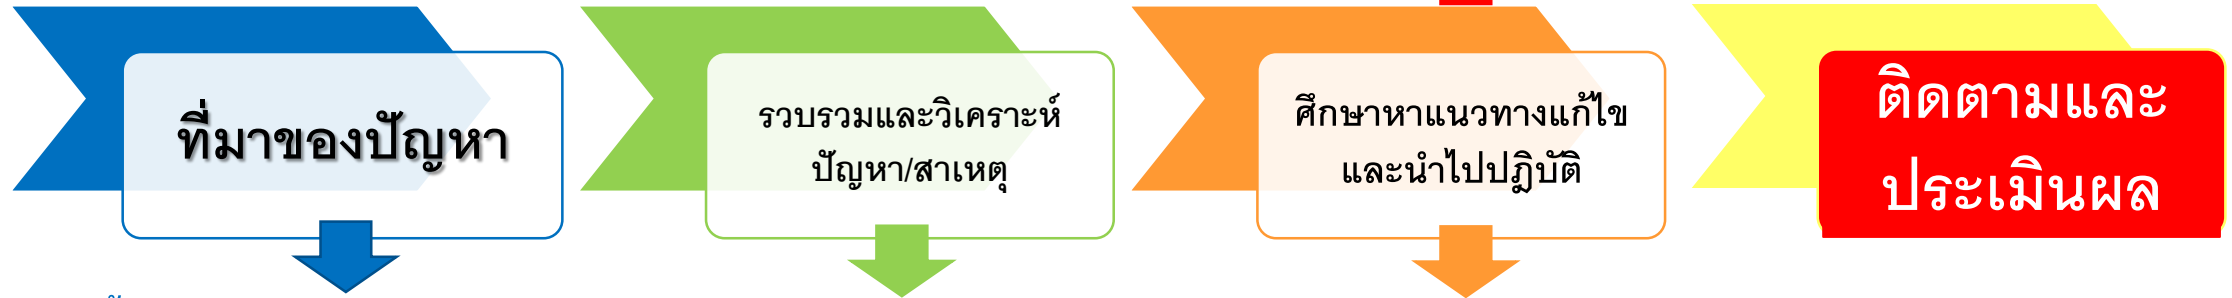 ที่มาของปัญหา
รวบรวมและวิเคราะห์
ปัญหา/สาเหตุ
ศึกษาหาแนวทางแก้ไข
และนำไปปฎิบัติ
ติดตามและ
ประเมินผล